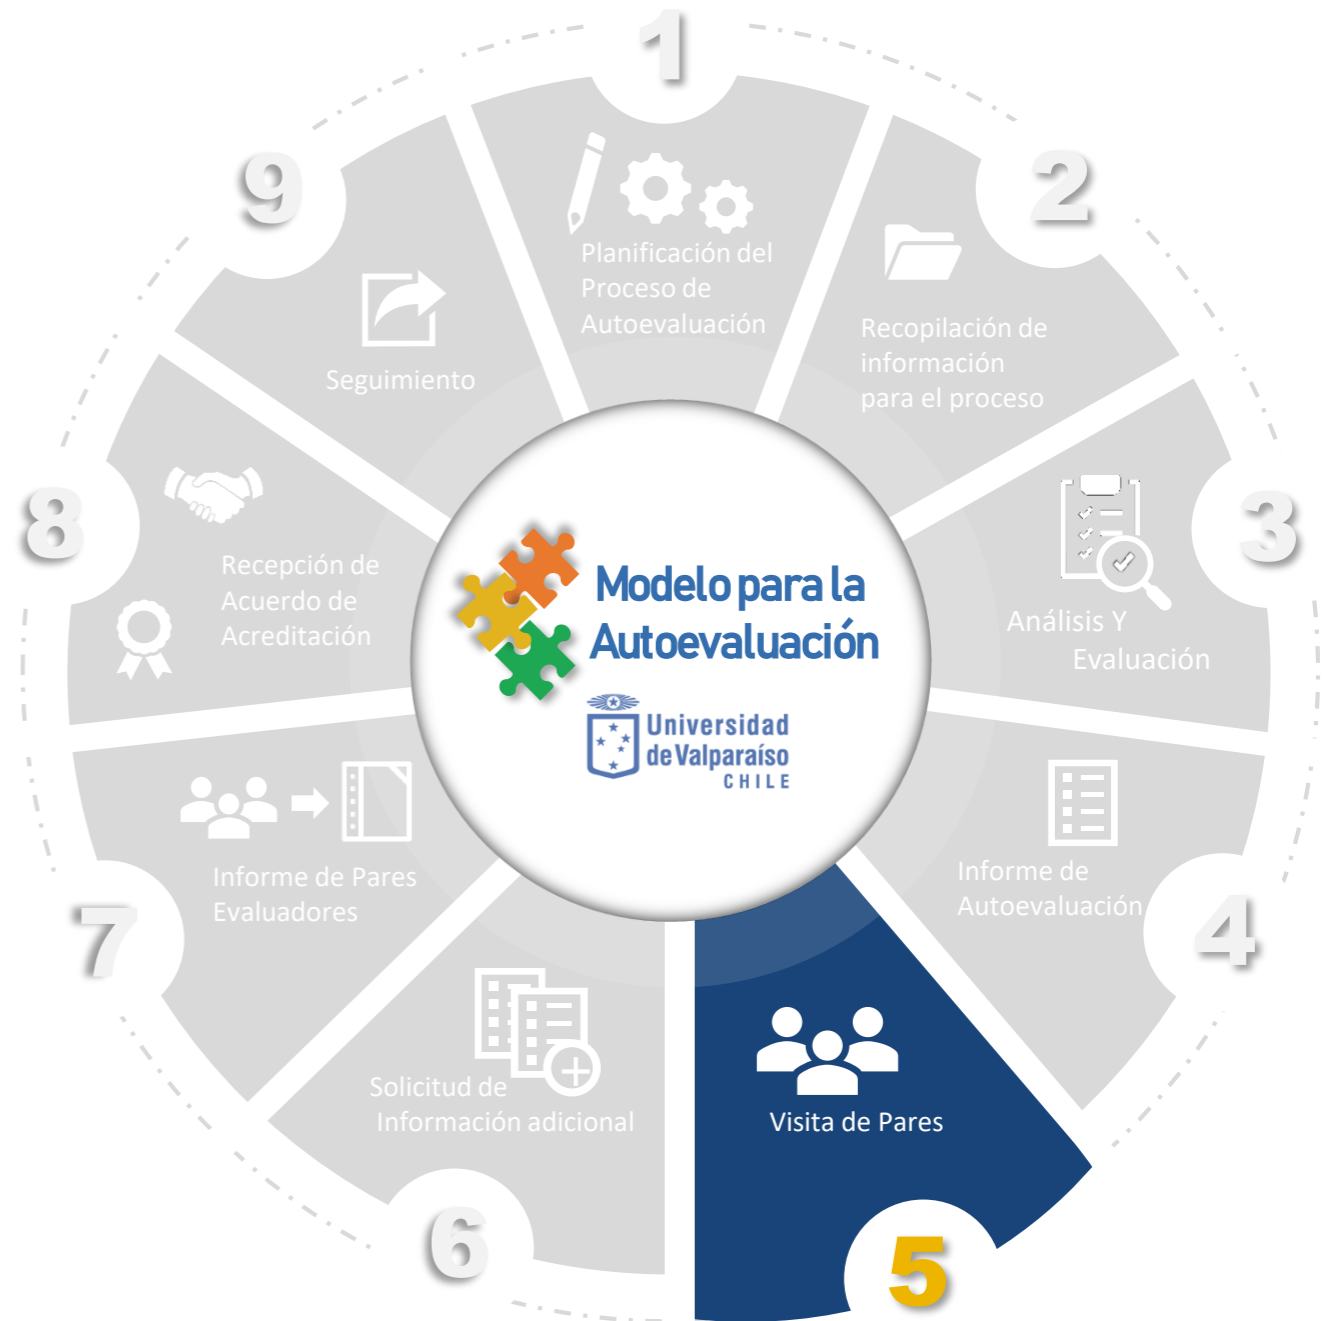 1
Planificación del
Proceso de
Autoevaluación
2
Recopilación de
información
para el proceso
3
Análisis Y
Evaluación
4
Informe de
Autoevaluación
5
Visita de Pares
6
Solicitud de
Información adicional
7
Informe de Pares
Evaluadores
8
Recepción de
Acuerdo de
Acreditación
9
Seguimiento
Modelo para la
Autoevaluación
Universidad
de Valparaíso
CHILE